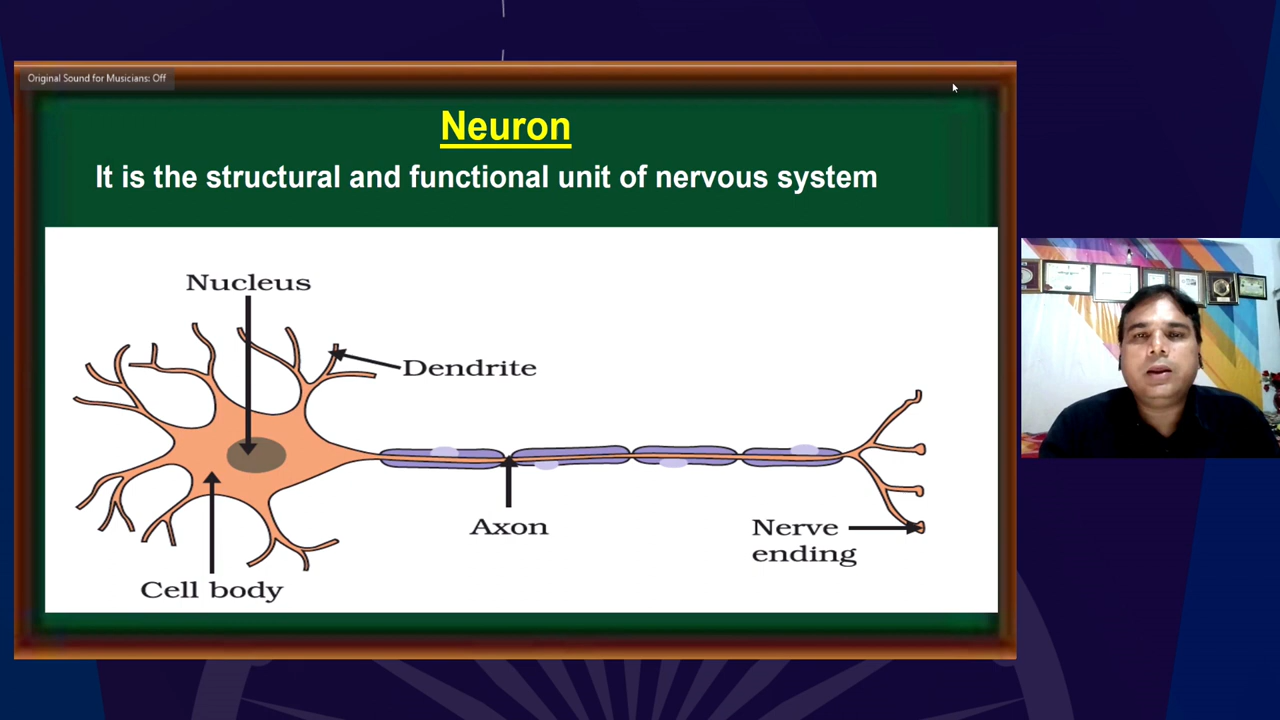 Original Sound for Musicians: Off
Neuron
It is the structural and functional unit of nervous system
Nucleus
Dendrite
Axon
Nerve
ending
Cell body